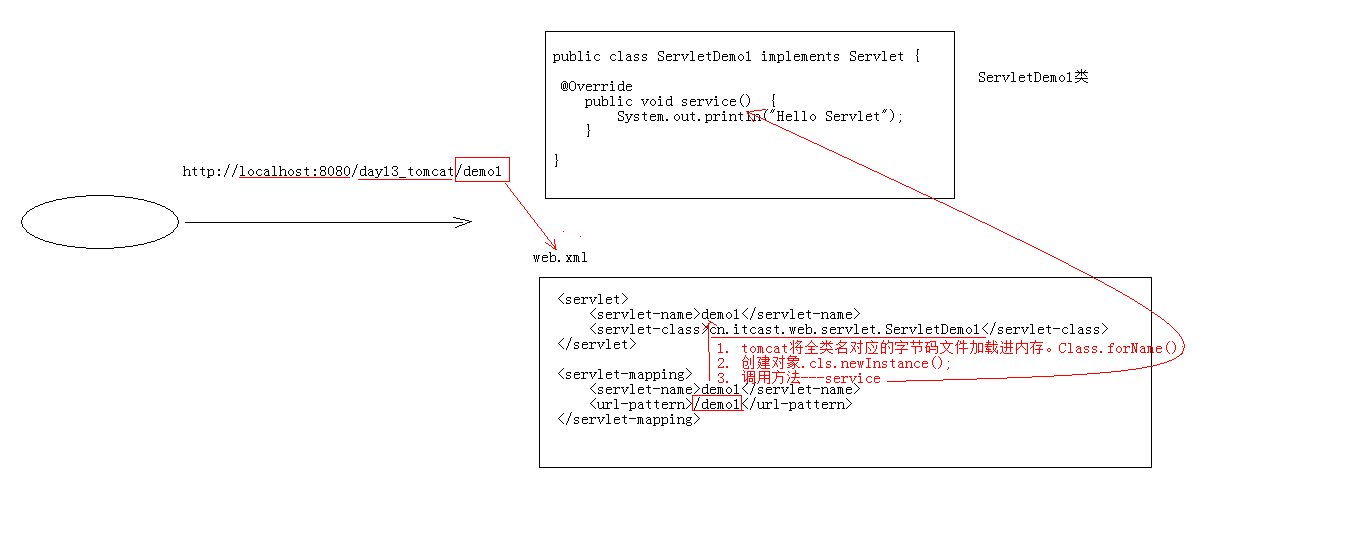 public class ServletDemo1 implements Servlet {
ServletDemo1类
@Override
public void service()  {
System.out.println("Hello Servlet");
}
}
http://localhost:8080/day13_tomcat/demo1
web.xml
<servlet>
<servlet-name>demo1</servlet-name>
<servlet-class>cn.itcast.web.servlet.ServletDemo1</servlet-class>
</servlet>
1. tomcat将全类名对应的字节码文件加载进内存。Class.forName()
2. 创建对象.cls.newInstance();
<servlet-mapping>
3. 调用方法---service
<servlet-name>demo1</servlet-name>
<url-pattern>/demo1</url-pattern>
</servlet-mapping>